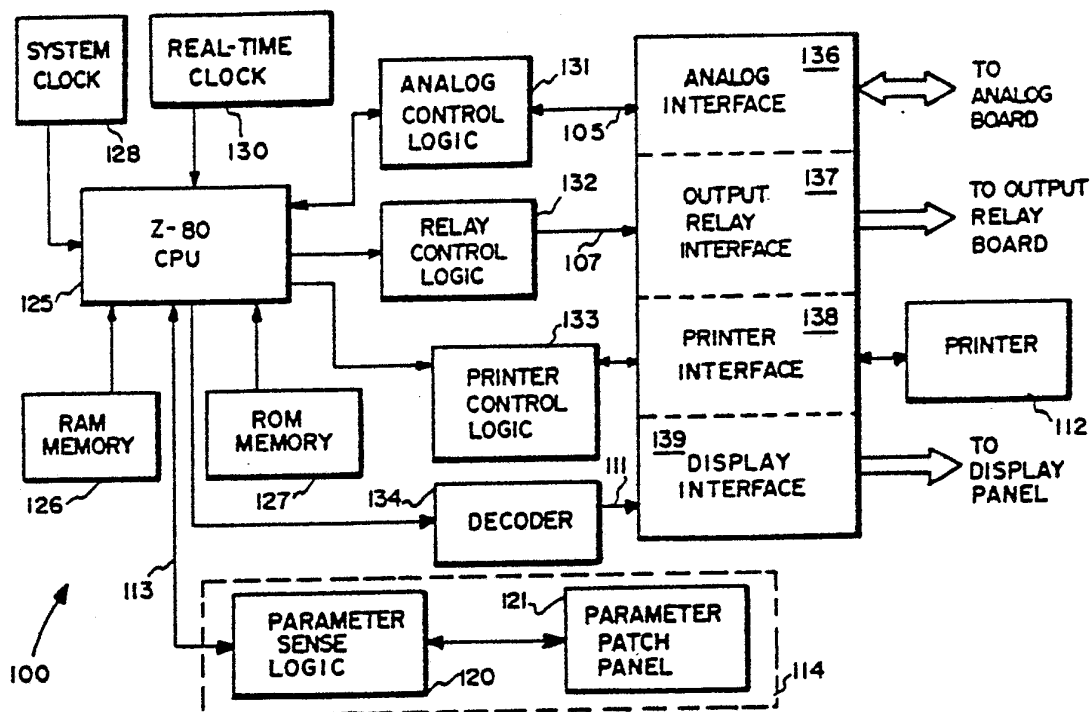 SYSTEM
CLOCK
128
REAL-TIME
CLOCK
130
ANALOG
CONTROL
LOGIC
131
105
ANALOG
INTERFACE
136
TO
ANALOG
BOARD
Z-80
CPU
125
RELAY
CONTROL
LOGIC
132
107
OUTPUT
RELAY
INTERFACE
137
TO OUTPUT
RELAY
BOARD
RAM
MEMORY
126
ROM
MEMORY
127
PRINTER
CONTROL
LOGIC
133
PRINTER
INTERFACE
138
PRINTER
112
134
DECODER
111
139
DISPLAY
INTERFACE
TO
DISPLAY
PANEL
113
100
PARAMETER
SENSE
LOGIC
120
121
PARAMETER
PATCH
PANEL
114